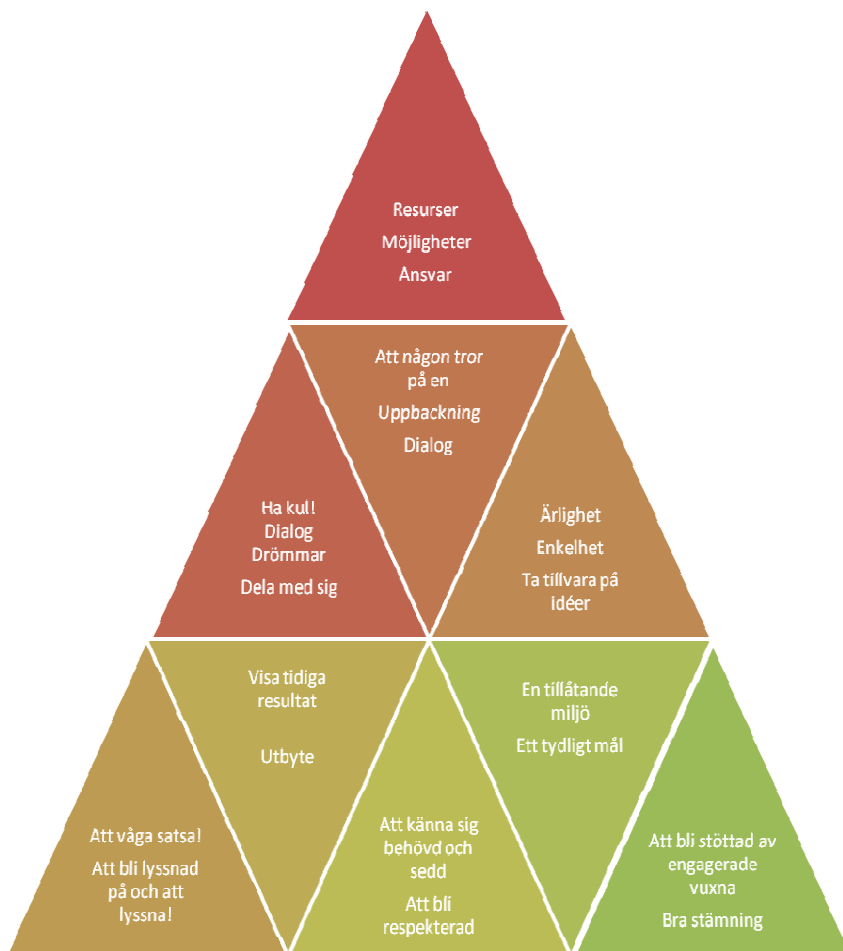 Resurser
Möjligheter
Ansvar
Att någon tror
på en
Uppbackning
Dialog
Ha kul!
Dialog
Drömmar
Dela med sig
Ärlighet
Enkelhet
Ta tillvara på
idéer
Att våga satsa!
Att bli lyssnad
på och att
lyssna!
Visa tidiga
resultat
Utbyte
Att känna sig
behövd och
sedd
Att bli
respekterad
En tillåtande
miljö
Ett tydligt mål
Att bli stöttad av
engagerade
vuxna
Bra stämning